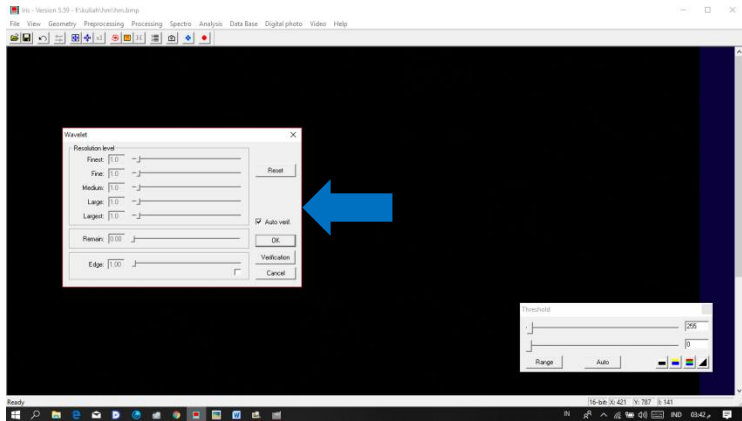 Iris - Version 5.59 - F:\kuliah\hm\hm.bmp
File View Geometry Preprocessing Processing Spectro Analysis Data Base Digital photo Video Help
x1
Wavelet
Resolution level
Finest: 1.0
Fine: 1.0
Reset
Medium: 1.0
Large: 1.0
Largest: 1.0
Auto verif.
Remain: 0.00
OK
Edge: 1.00
Verification
Cancel
Threshold
255
0
Range Auto
Ready
16-bit X: 421 Y: 787 I: 141
IN IND 03:42